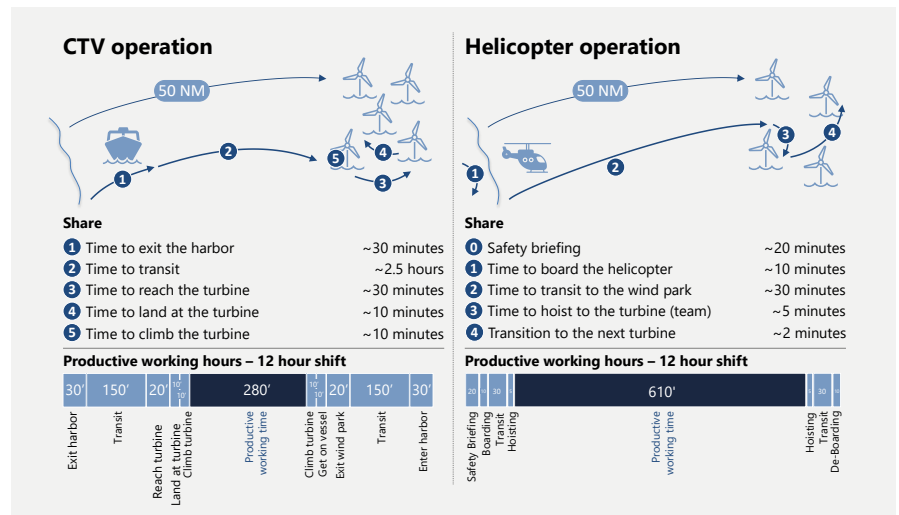 CTV operation
50 NM
1
2
5
4
3
Share
1 Time to exit the harbor ~30 minutes
2 Time to transit ~2.5 hours
3 Time to reach the turbine ~30 minutes
4 Time to land at the turbine ~10 minutes
5 Time to climb the turbine ~10 minutes
Productive working hours – 12 hour shift
30' 150' 20' 10' 10' 280' 10' 10' 20' 150' 30'
Exit harbor
Transit
Reach turbine
Land at turbine
Climb turbine
Productive
working time
Climb turbine
Get on vessel
Exit wind park
Transit
Enter harbor
Helicopter operation
50 NM
1
2
3
4
Share
0 Safety briefing ~20 minutes
1 Time to board the helicopter ~10 minutes
2 Time to transit to the wind park ~30 minutes
3 Time to hoist to the turbine (team) ~5 minutes
4 Transition to the next turbine ~2 minutes
Productive working hours – 12 hour shift
20 30 610' 30
Safety Briefing
Boarding
Transit
Hoisting
Productive
working time
Hoisting
Transit
De-Boarding